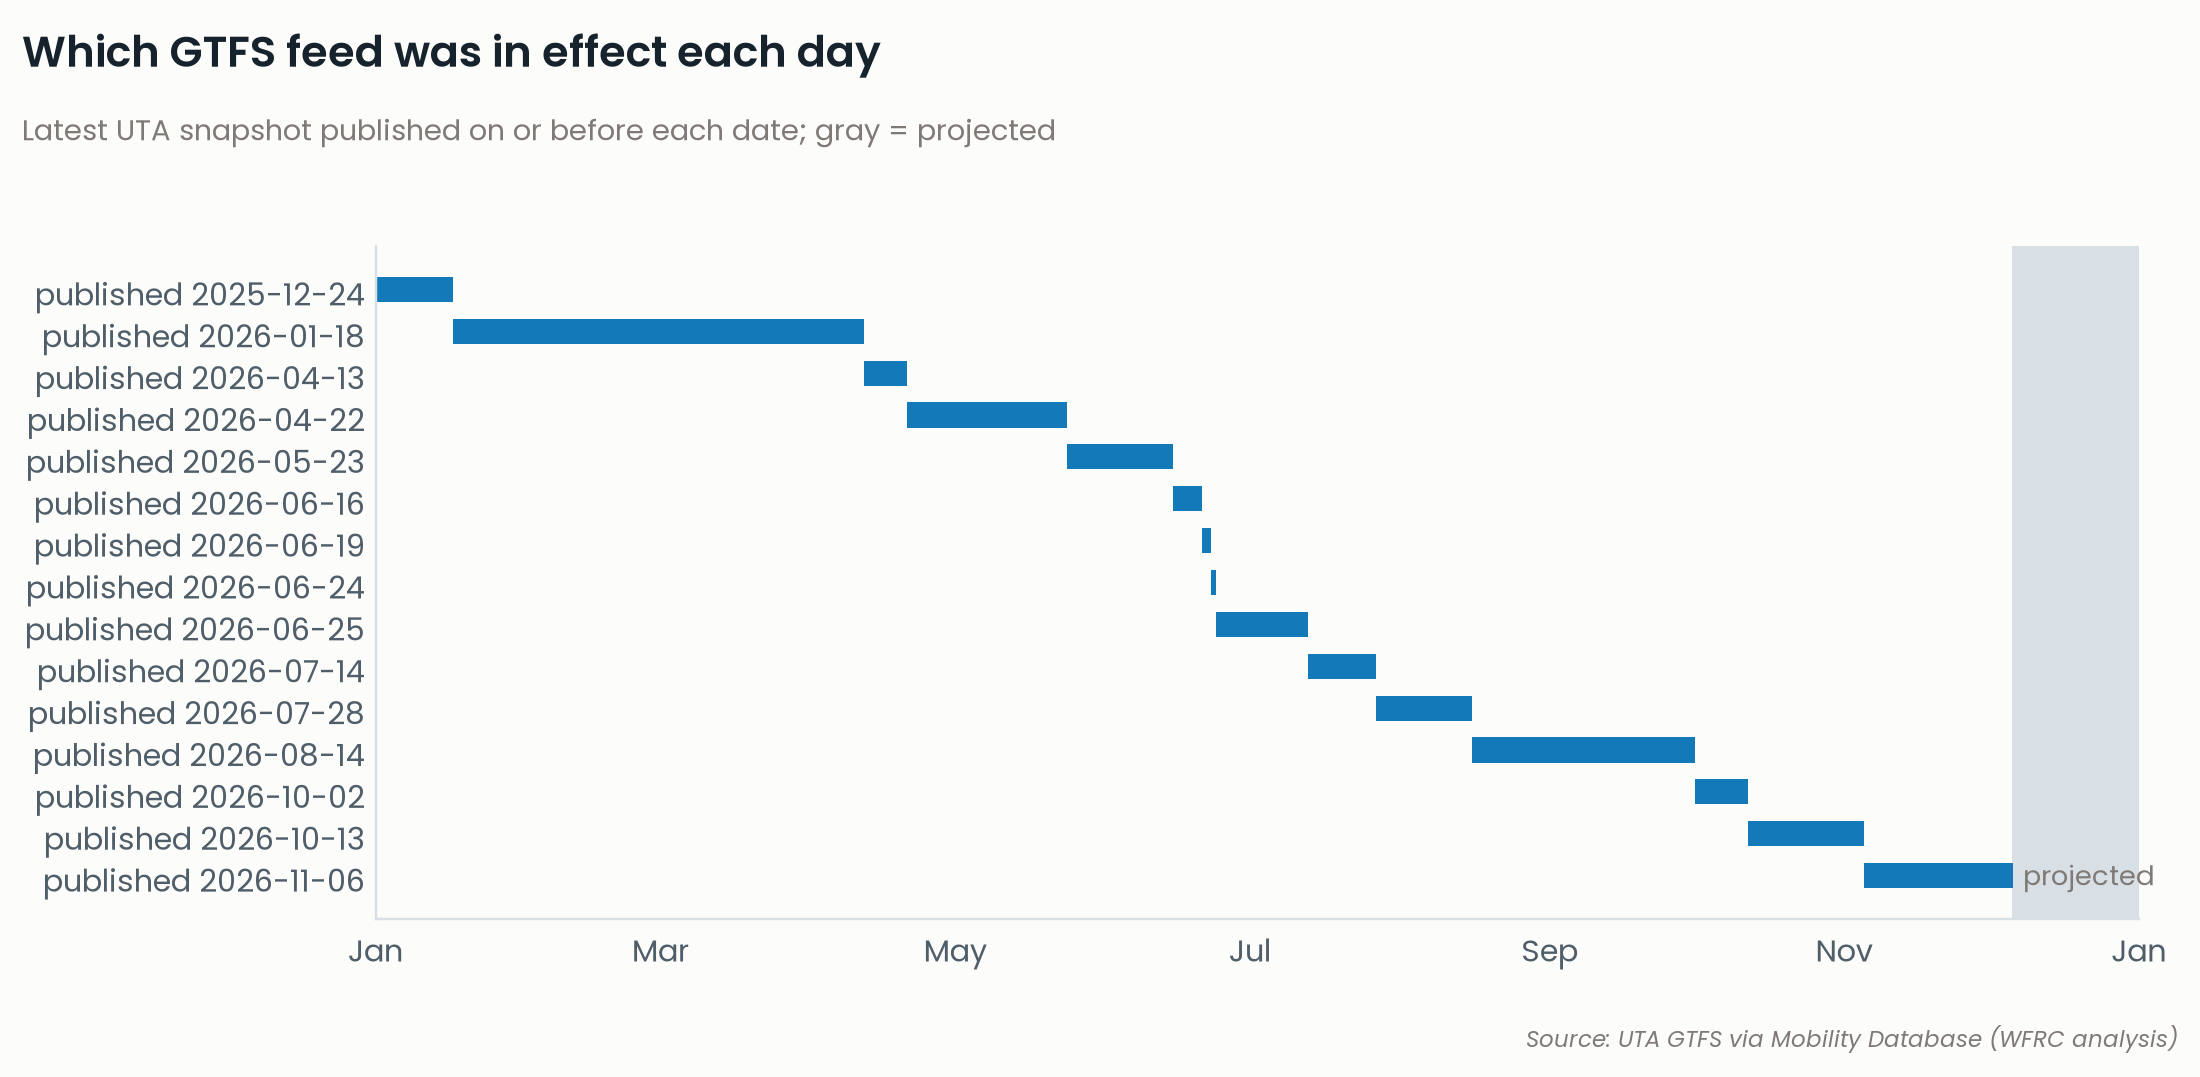 Which GTFS feed was in effect each day
Latest UTA snapshot published on or before each date; gray = projected
published 2025-12-24
published 2026-01-18
published 2026-04-13
published 2026-04-22
published 2026-05-23
published 2026-06-16
published 2026-06-19
published 2026-06-24
published 2026-06-25
published 2026-07-14
published 2026-07-28
published 2026-08-14
published 2026-10-02
published 2026-10-13
published 2026-11-06
projected
Jan Mar May Jul Sep Nov Jan
Source: UTA GTFS via Mobility Database (WFRC analysis)